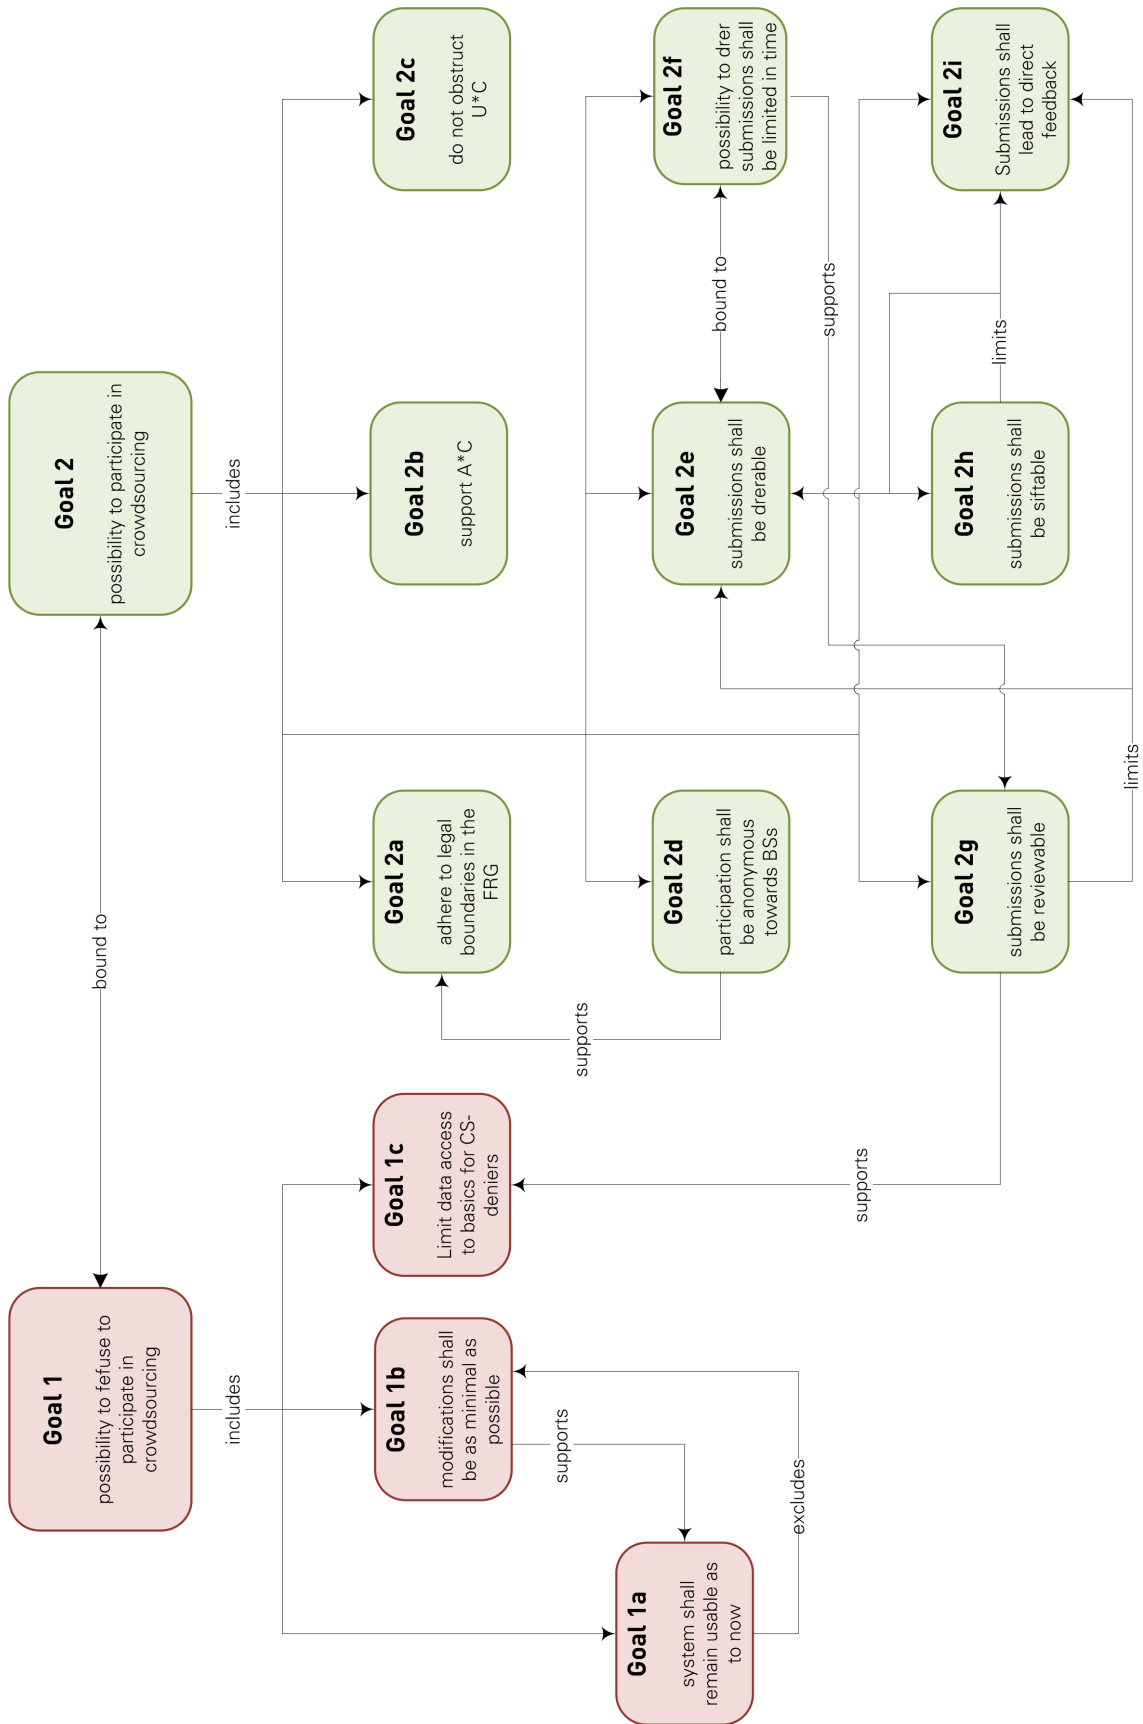 Goal 1
possibility to fefuse to
participate in
crowdsourcing
bound to
Goal 2
possibility to participate in
crowdsourcing
includes
includes
Goal 1b
modifications shall
be as minimal as
possible
Goal 1c
Limit data access
to basics for CS-
deniers
Goal 2a
adhere to legal
boundaries in the
FRG
Goal 2b
support A*C
Goal 2c
do not obstruct
U*C
supports
supports
Goal 1a
system shall
remain usable as
to now
excludes
Goal 2d
participation shall
be anonymous
towards BSs
Goal 2e
submissions shall
be drerable
bound to
Goal 2f
possibility to drer
submissions shall
be limited in time
supports
supports
Goal 2g
submissions shall
be reviewable
Goal 2h
submissions shall
be siftable
limits
Goal 2i
Submissions shall
lead to direct
feedback
limits